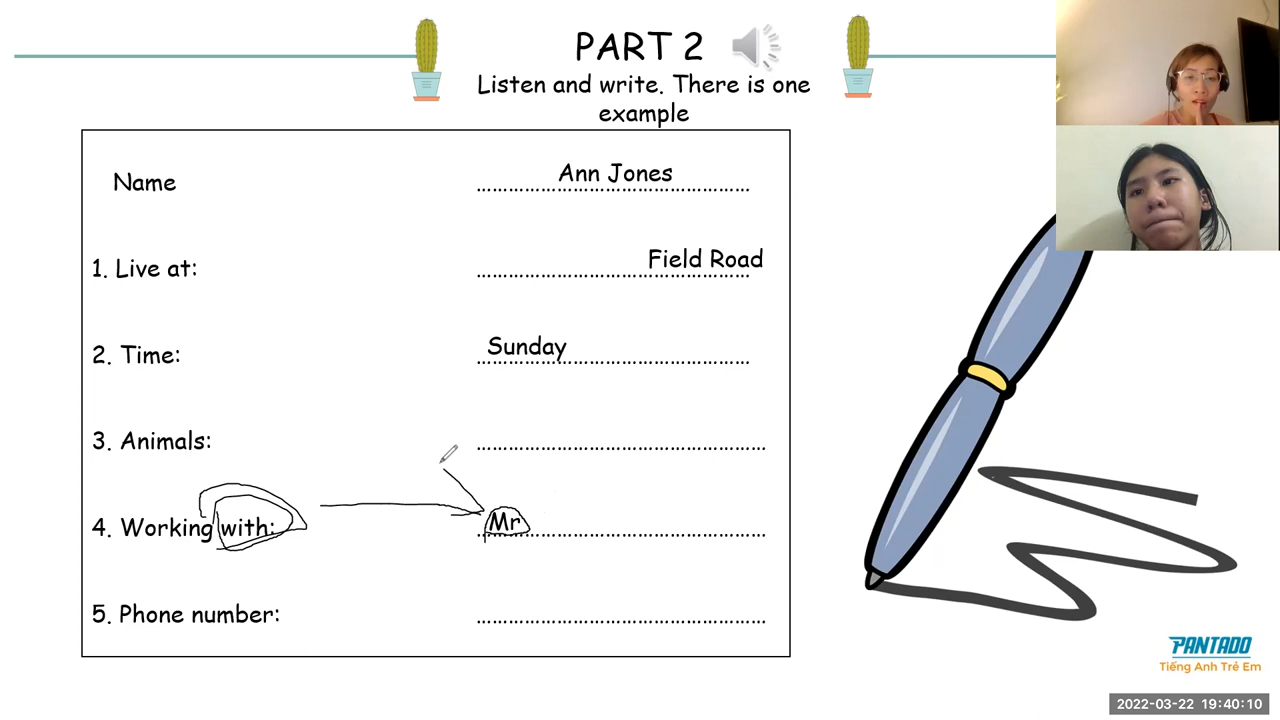 PART 2
Listen and write. There is one
example
Name ……………………………………………… Ann Jones
1. Live at: ……………………………………………… Field Road
2. Time: Sunday ………………………………………………
3. Animals: ………………………………………………
4. Working with: Mr ………………………………………………
5. Phone number: ………………………………………………
PANTADO
Tiếng Anh Trẻ Em
2022-03-22 19:40:10